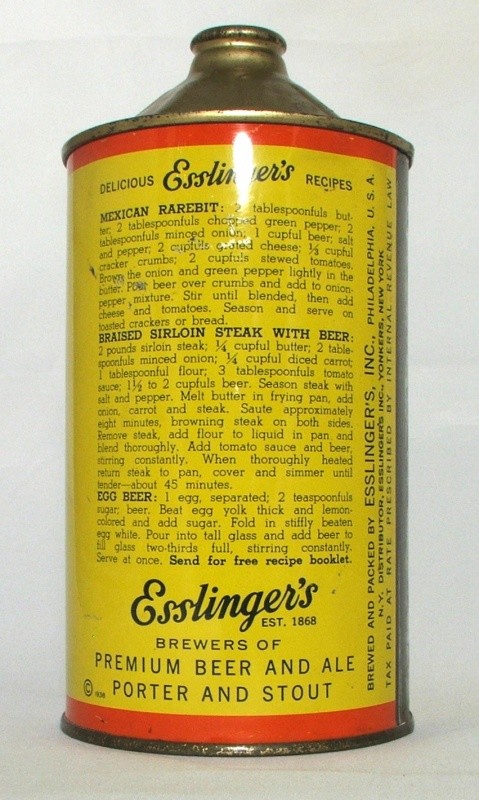 DELICIOUS Esslinger's RECIPES
MEXICAN RAREBIT: 2 tablespoonfuls but-
ter; 2 tablespoonfuls chopped green pepper; 2
tablespoonfuls minced onion; 1 cupful beer; salt
and pepper; 2 cupfuls grated cheese; ⅓ cupful
cracker crumbs; 2 cupfuls stewed tomatoes.
Brown the onion and green pepper lightly in the
butter. Pour beer over crumbs and add to onion-
pepper mixture. Stir until blended, then add
cheese and tomatoes. Season and serve on
toasted crackers or bread.
BRAISED SIRLOIN STEAK WITH BEER:
2 pounds sirloin steak; ¼ cupful butter; 2 table-
spoonfuls minced onion; ¼ cupful diced carrot;
1 tablespoonful flour; 3 tablespoonfuls tomato
sauce; 1½ to 2 cupfuls beer. Season steak with
salt and pepper. Melt butter in frying pan, add
onion, carrot and steak. Saute approximately
eight minutes, browning steak on both sides.
Remove steak, add flour to liquid in pan and
blend thoroughly. Add tomato sauce and beer,
stirring constantly. When thoroughly heated
return steak to pan, cover and simmer until
tender—about 45 minutes.
EGG BEER: 1 egg, separated; 2 teaspoonfuls
sugar; beer. Beat egg yolk thick and lemon-
colored and add sugar. Fold in stiffly beaten
egg white. Pour into tall glass and add beer to
fill glass two-thirds full, stirring constantly.
Serve at once. Send for free recipe booklet.
Esslinger's
EST. 1868
BREWERS OF
PREMIUM BEER AND ALE
© 1938 PORTER AND STOUT
BREWED AND PACKED BY ESSLINGER'S, INC., PHILADELPHIA, U. S. A.
N.Y. DISTRIBUTOR, ESSLINGER'S INC., YONKERS, NEW YORK
TAX PAID AT RATE PRESCRIBED BY INTERNAL REVENUE LAW